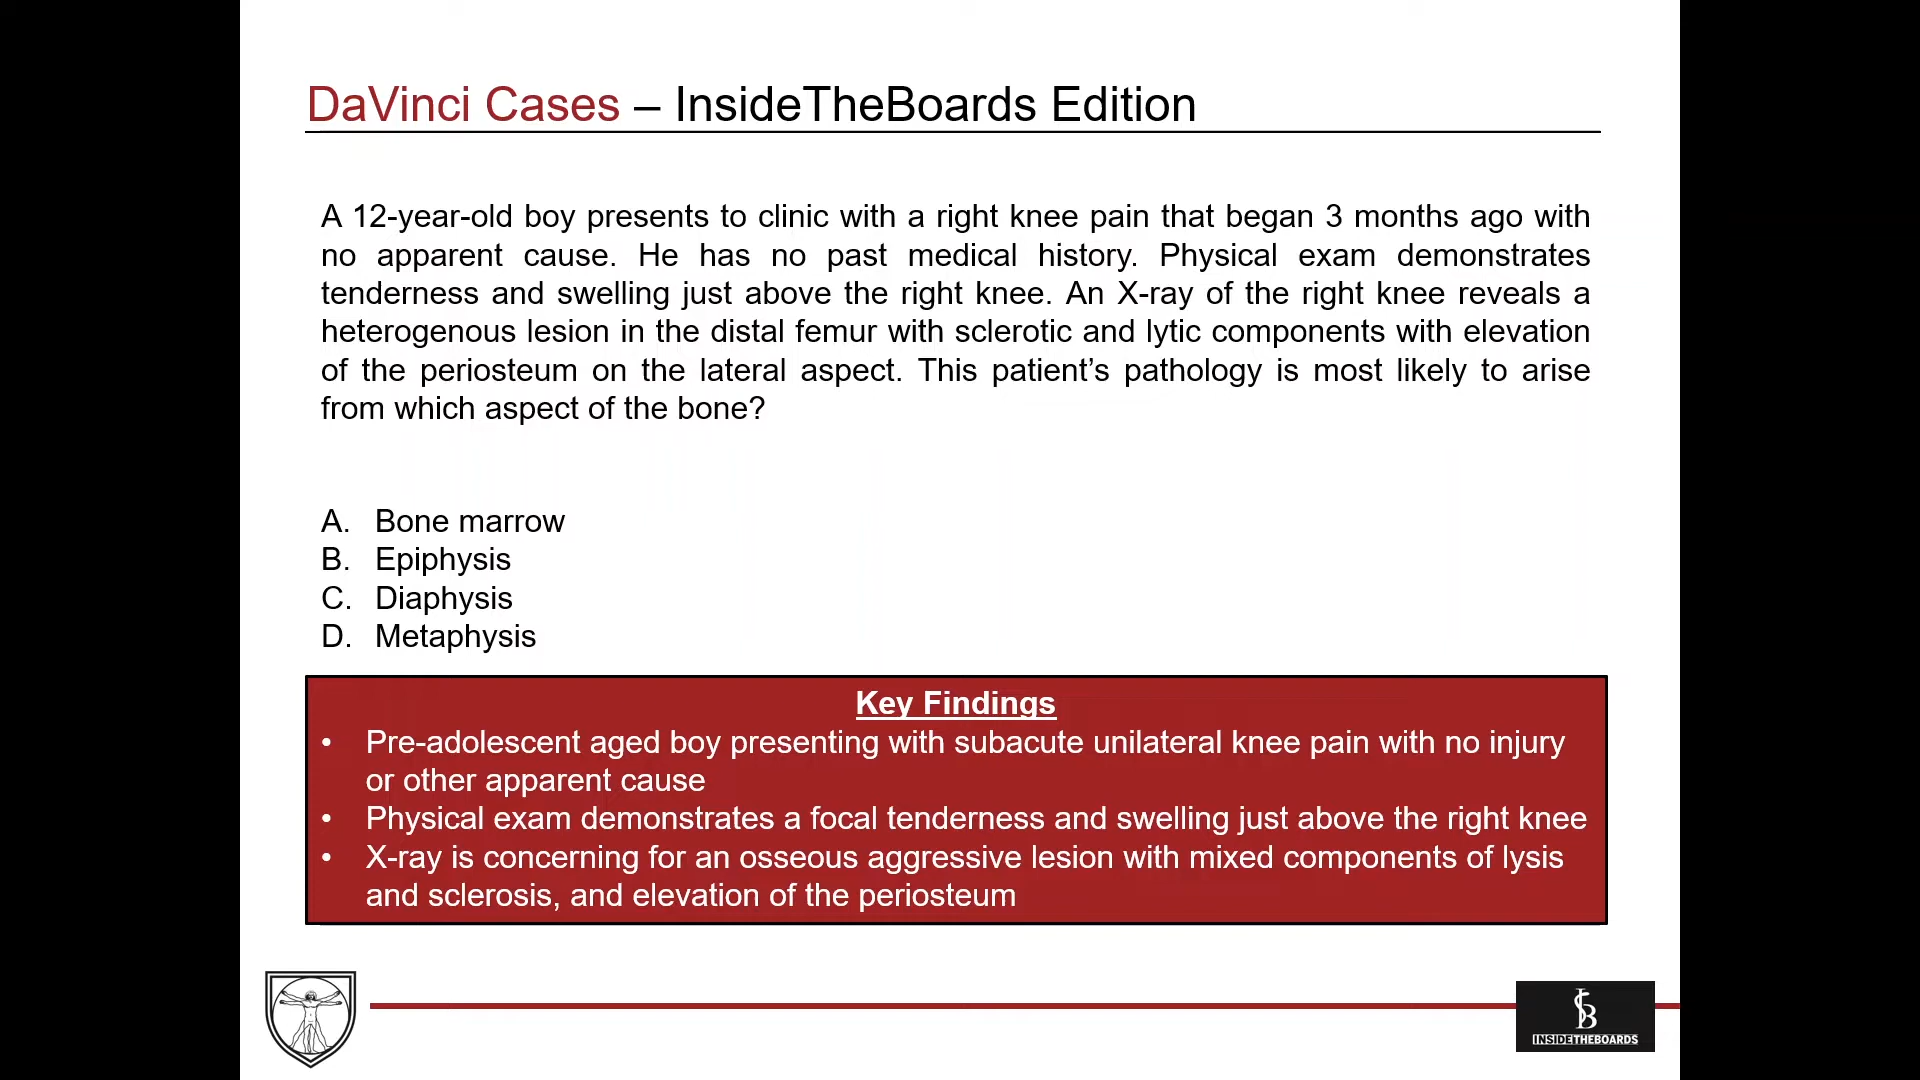 DaVinci Cases – InsideTheBoards Edition
A 12-year-old boy presents to clinic with a right knee pain that began 3 months ago with
no apparent cause. He has no past medical history. Physical exam demonstrates
tenderness and swelling just above the right knee. An X-ray of the right knee reveals a
heterogenous lesion in the distal femur with sclerotic and lytic components with elevation
of the periosteum on the lateral aspect. This patient’s pathology is most likely to arise
from which aspect of the bone?
A. Bone marrow
B. Epiphysis
C. Diaphysis
D. Metaphysis
Key Findings
• Pre-adolescent aged boy presenting with subacute unilateral knee pain with no injury
or other apparent cause
• Physical exam demonstrates a focal tenderness and swelling just above the right knee
• X-ray is concerning for an osseous aggressive lesion with mixed components of lysis
and sclerosis, and elevation of the periosteum
INSIDETHEBOARDS